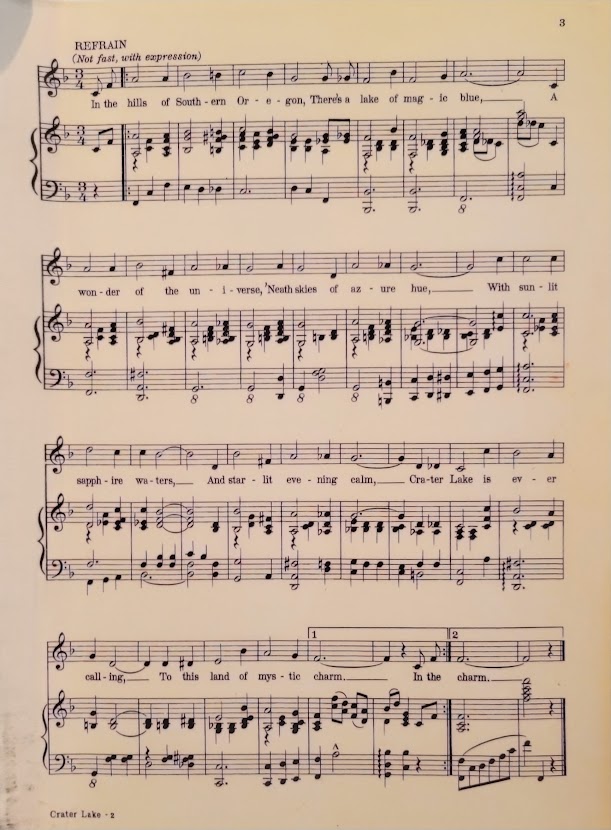 3
REFRAIN
(Not fast, with expression)
In the hills of South - ern Or - e - gon, There's a lake of mag - ic blue, A
won - der of the un - i - verse, 'Neath skies of az - ure hue, With sun - lit
sapph - ire wa - ters, And star - lit eve - ning calm, Cra - ter Lake is ev - er
call - ing, To this land of mys - tic charm. In the charm.
1
2
Crater Lake - 2